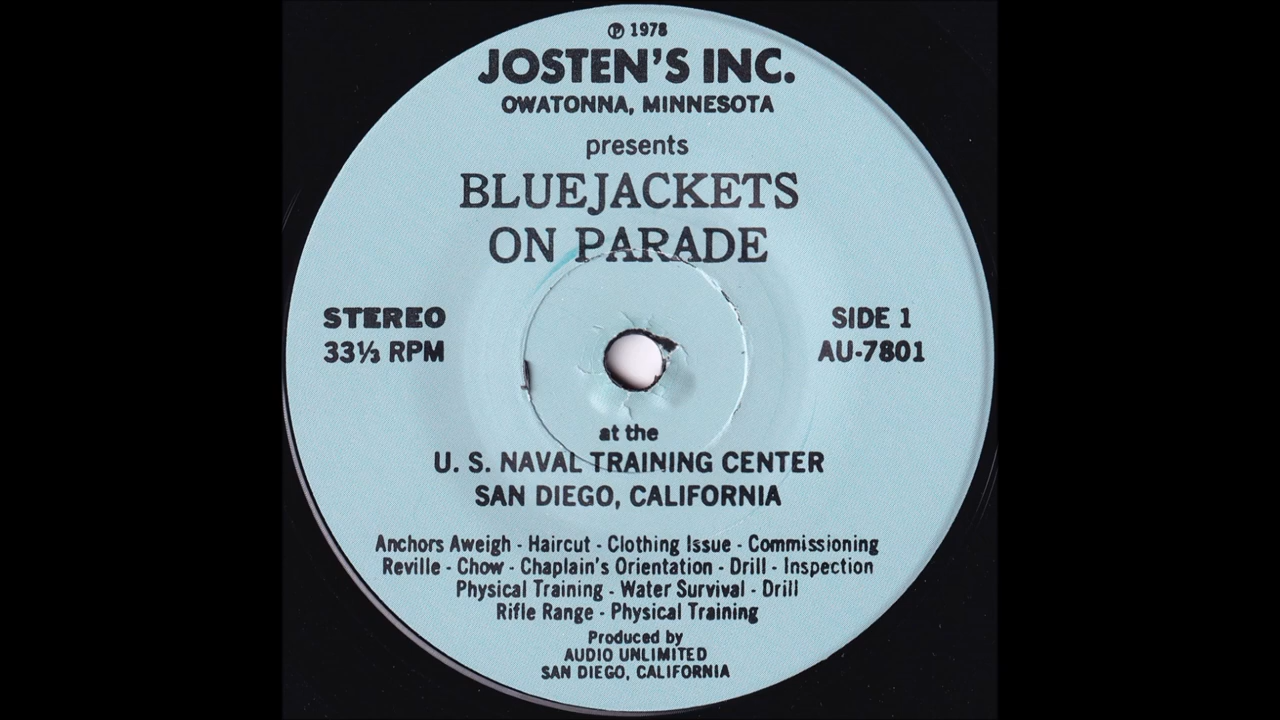 ℗ 1978
JOSTEN'S INC.
OWATONNA, MINNESOTA
presents
BLUEJACKETS
ON PARADE
STEREO
33⅓ RPM
SIDE 1
AU-7801
at the
U. S. NAVAL TRAINING CENTER
SAN DIEGO, CALIFORNIA
Anchors Aweigh - Haircut - Clothing Issue - Commissioning
Reville - Chow - Chaplain's Orientation - Drill - Inspection
Physical Training - Water Survival - Drill
Rifle Range - Physical Training
Produced by
AUDIO UNLIMITED
SAN DIEGO, CALIFORNIA